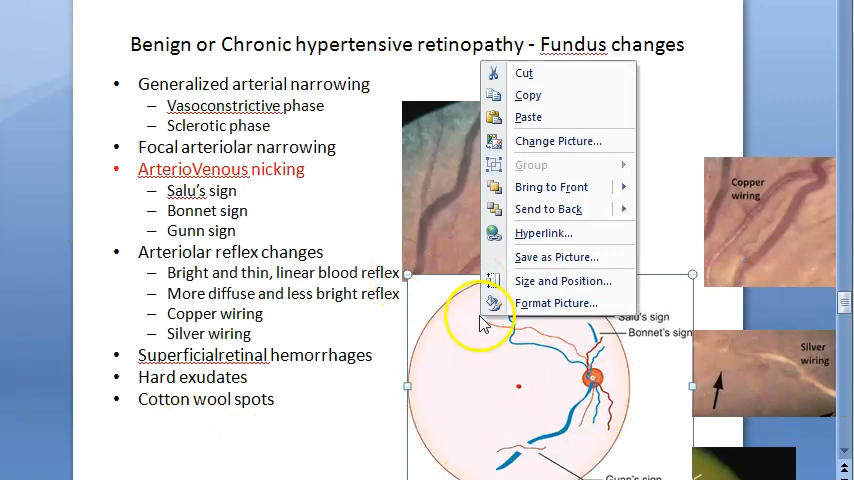 Benign or Chronic hypertensive retinopathy - Fundus changes
• Generalized arterial narrowing
– Vasoconstrictive phase
– Sclerotic phase
• Focal arteriolar narrowing
• ArterioVenous nicking
– Salu's sign
– Bonnet sign
– Gunn sign
• Arteriolar reflex changes
– Bright and thin, linear blood reflex
– More diffuse and less bright reflex
– Copper wiring
– Silver wiring
• Superficialretinal hemorrhages
• Hard exudates
• Cotton wool spots
Cut
Copy
Paste
Change Picture...
Group
Bring to Front
Send to Back
Hyperlink...
Save as Picture...
Size and Position...
Format Picture...
Salu's sign
Bonnet's sign
Gunn's sign
Copper
wiring
Silver
wiring